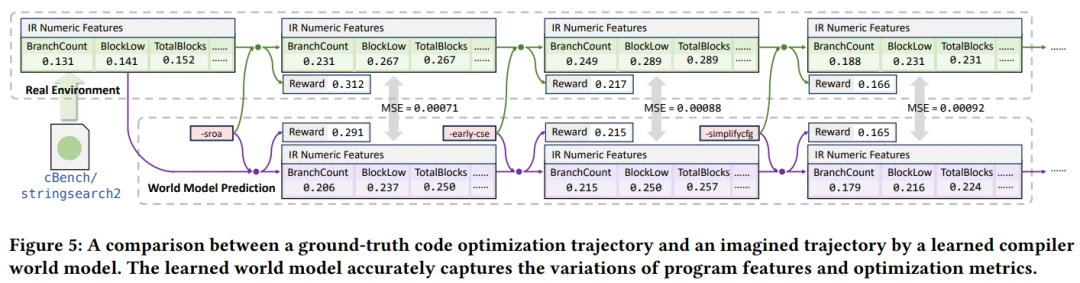 IR Numeric Features
BranchCount BlockLow TotalBlocks ......
0.131 0.141 0.152 ......
Real Environment
IR Numeric Features
BranchCount BlockLow TotalBlocks ......
0.231 0.267 0.267 ......
Reward 0.312
IR Numeric Features
BranchCount BlockLow TotalBlocks ......
0.249 0.289 0.289 ......
Reward 0.217
IR Numeric Features
BranchCount BlockLow TotalBlocks ......
0.188 0.231 0.231 ......
Reward 0.166
......
MSE = 0.00071
MSE = 0.00088
MSE = 0.00092
cBench/
stringsearch2
-sroa
-early-cse
-simplifycfg
World Model Prediction
Reward 0.291
IR Numeric Features
BranchCount BlockLow TotalBlocks ......
0.206 0.237 0.250 ......
Reward 0.215
IR Numeric Features
BranchCount BlockLow TotalBlocks ......
0.215 0.250 0.257 ......
Reward 0.165
IR Numeric Features
BranchCount BlockLow TotalBlocks ......
0.179 0.216 0.224 ......
......
Figure 5: A comparison between a ground-truth code optimization trajectory and an imagined trajectory by a learned compiler
world model. The learned world model accurately captures the variations of program features and optimization metrics.